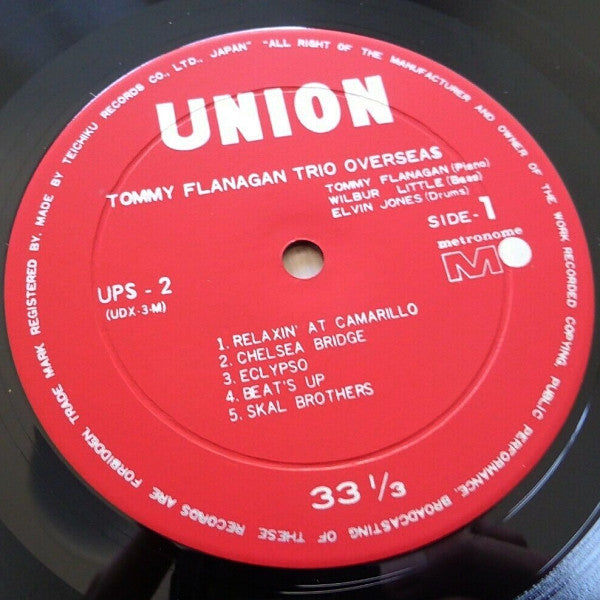 TRADE MARK REGISTERED BY, MADE BY TEICHIKU RECORDS CO., LTD., JAPAN" "ALL RIGHT OF THE MANUFACTURER AND OWNER OF THE WORK RECORDED COPYING, PUBLIC PERFORMANCE, BROADCASTING OF THESE RECORDS ARE FORBIDDEN,
UNION
TOMMY FLANAGAN TRIO OVERSEA$
TOMMY FLANAGAN (Piano)
WILBUR LITTLE (Bass)
ELVIN JONES (Drums)
SIDE-1
metronome
M
UPS - 2
(UDX-3-M)
1. RELAXIN' AT CAMARILLO
2. CHELSEA BRIDGE
3. ECLYPSO
4. BEAT'S UP
5. SKAL BROTHERS
33 1/3